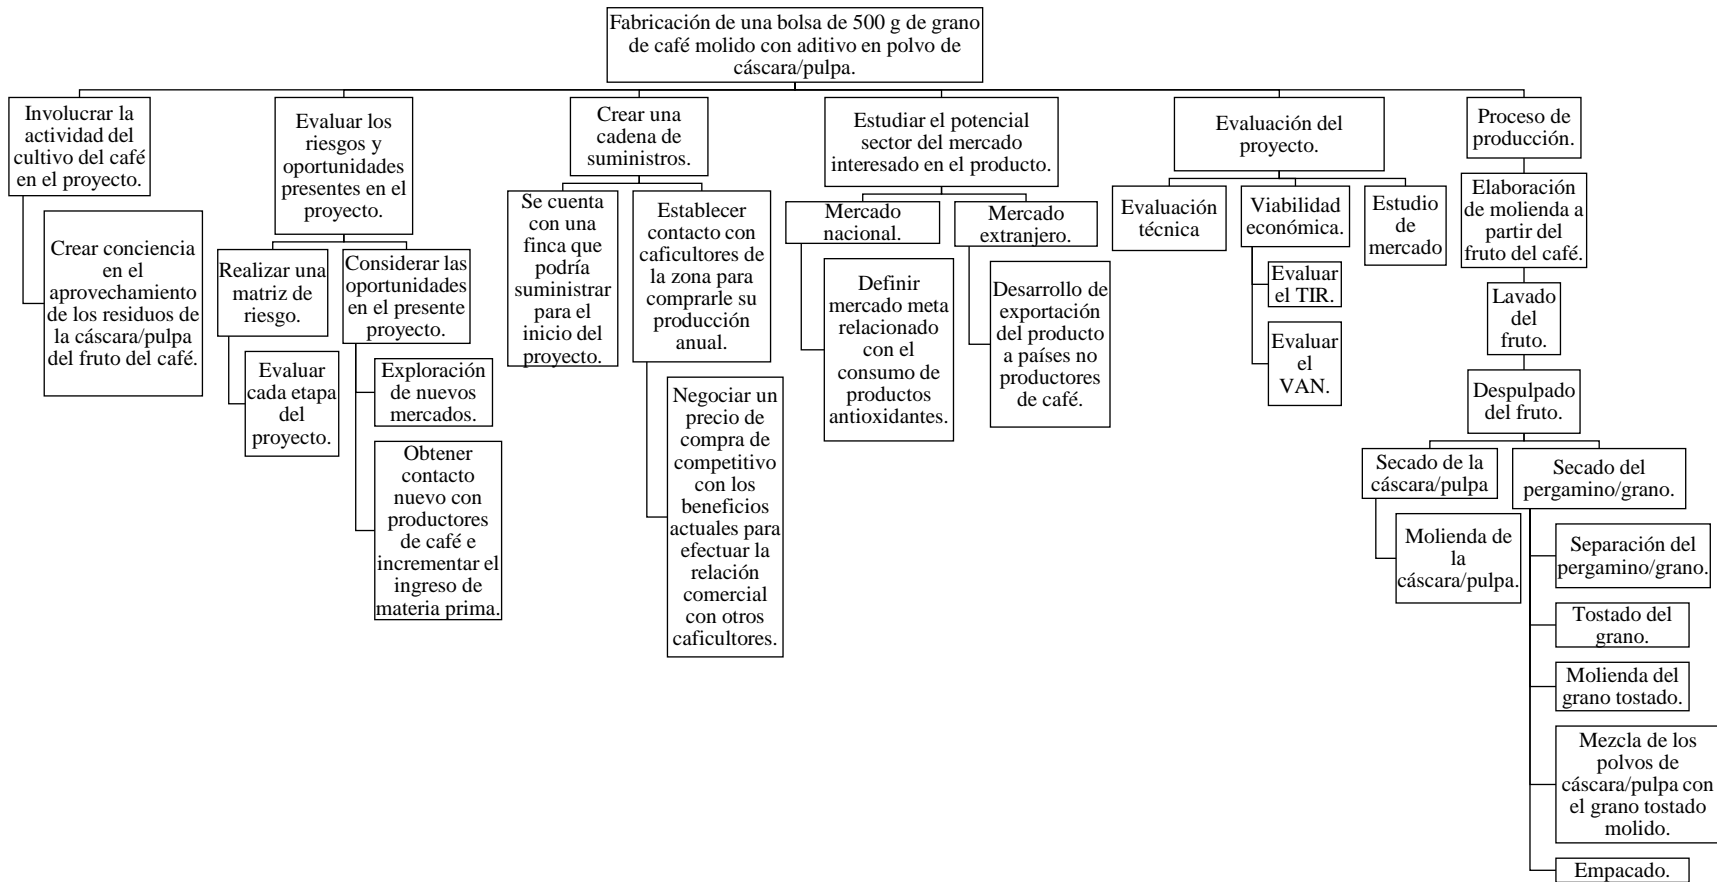 Fabricación de una bolsa de 500 g de grano
de café molido con aditivo en polvo de
cáscara/pulpa.
Involucrar la
actividad del
cultivo del café
en el proyecto.
Crear conciencia
en el
aprovechamiento
de los residuos de
la cáscara/pulpa
del fruto del café.
Evaluar los
riesgos y
oportunidades
presentes en el
proyecto.
Realizar una
matriz de
riesgo.
Evaluar
cada etapa
del
proyecto.
Considerar las
oportunidades
en el presente
proyecto.
Exploración
de nuevos
mercados.
Obtener
contacto
nuevo con
productores
de café e
incrementar el
ingreso de
materia prima.
Crear una
cadena de
suministros.
Se cuenta
con una
finca que
podría
suministrar
para el
inicio del
proyecto.
Establecer
contacto con
caficultores de
la zona para
comprarle su
producción
anual.
Negociar un
precio de
compra de
competitivo
con los
beneficios
actuales para
efectuar la
relación
comercial
con otros
caficultores.
Estudiar el potencial
sector del mercado
interesado en el
producto.
Mercado
nacional.
Definir
mercado meta
relacionado
con el
consumo de
productos
antioxidantes.
Mercado
extranjero.
Desarrollo de
exportación
del producto
a países no
productores
de café.
Evaluación del
proyecto.
Evaluación
técnica
Viabilidad
económica.
Evaluar
el TIR.
Evaluar
el
VAN.
Estudio
de
mercado
Proceso de
producción.
Elaboración
de molienda a
partir del
fruto del café.
Lavado
del
fruto.
Despulpado
del fruto.
Secado de la
cáscara/pulpa
Molienda de
la
cáscara/pulpa.
Secado del
pergamino/grano.
Separación del
pergamino/grano.
Tostado del
grano.
Molienda del
grano tostado.
Mezcla de los
polvos de
cáscara/pulpa con
el grano tostado
molido.
Empacado.